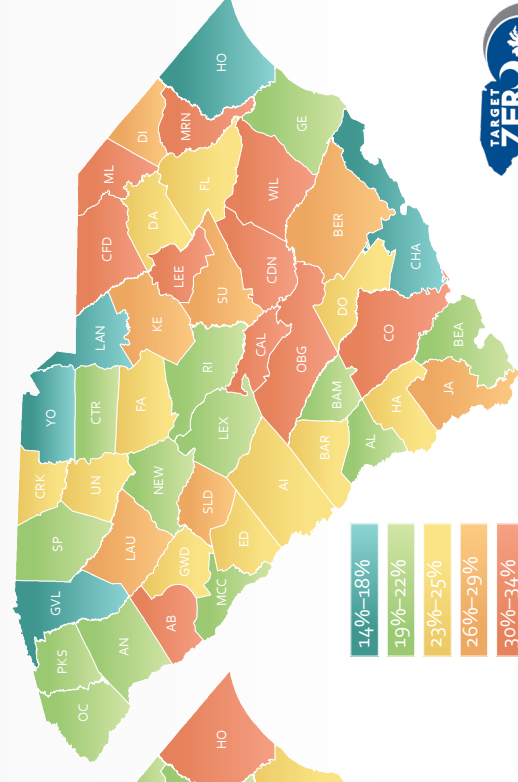 HO
DI
MRN
GE
ML
FL
WIL
DA
CFD
BER
LEE
CDN
CHA
SU
DO
LAN
KE
CAL
CO
OBG
BEA
RI
BAM
YO
CTR
FA
LEX
HA
JA
AL
BAR
CRK
UN
NEW
AI
SLD
SP
LAU
ED
GWD
GVL
MCC
AB
PKS
AN
OC
HO
14%–18%
19%–22%
23%–25%
26%–29%
30%–34%
TARGET
ZER